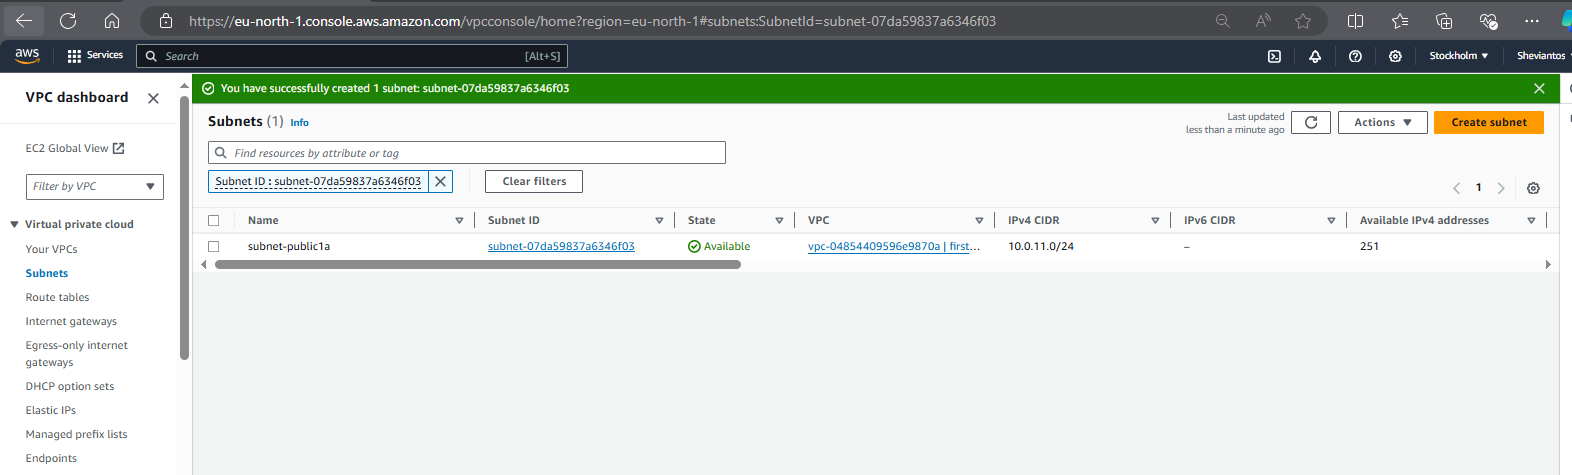 https://eu-north-1.console.aws.amazon.com/vpcconsole/home?region=eu-north-1#subnets:SubnetId=subnet-07da59837a6346f03
aws Services Search [Alt+S] Stockholm Sheviantos
VPC dashboard
EC2 Global View
Filter by VPC
Virtual private cloud
Your VPCs
Subnets
Route tables
Internet gateways
Egress-only internet
gateways
DHCP option sets
Elastic IPs
Managed prefix lists
Endpoints
You have successfully created 1 subnet: subnet-07da59837a6346f03
Subnets (1) Info
Last updated
less than a minute ago
Actions
Create subnet
Find resources by attribute or tag
Subnet ID : subnet-07da59837a6346f03
Clear filters
1
Name Subnet ID State VPC IPv4 CIDR IPv6 CIDR Available IPv4 addresses
subnet-public1a subnet-07da59837a6346f03 Available vpc-04854409596e9870a | first... 10.0.11.0/24 – 251